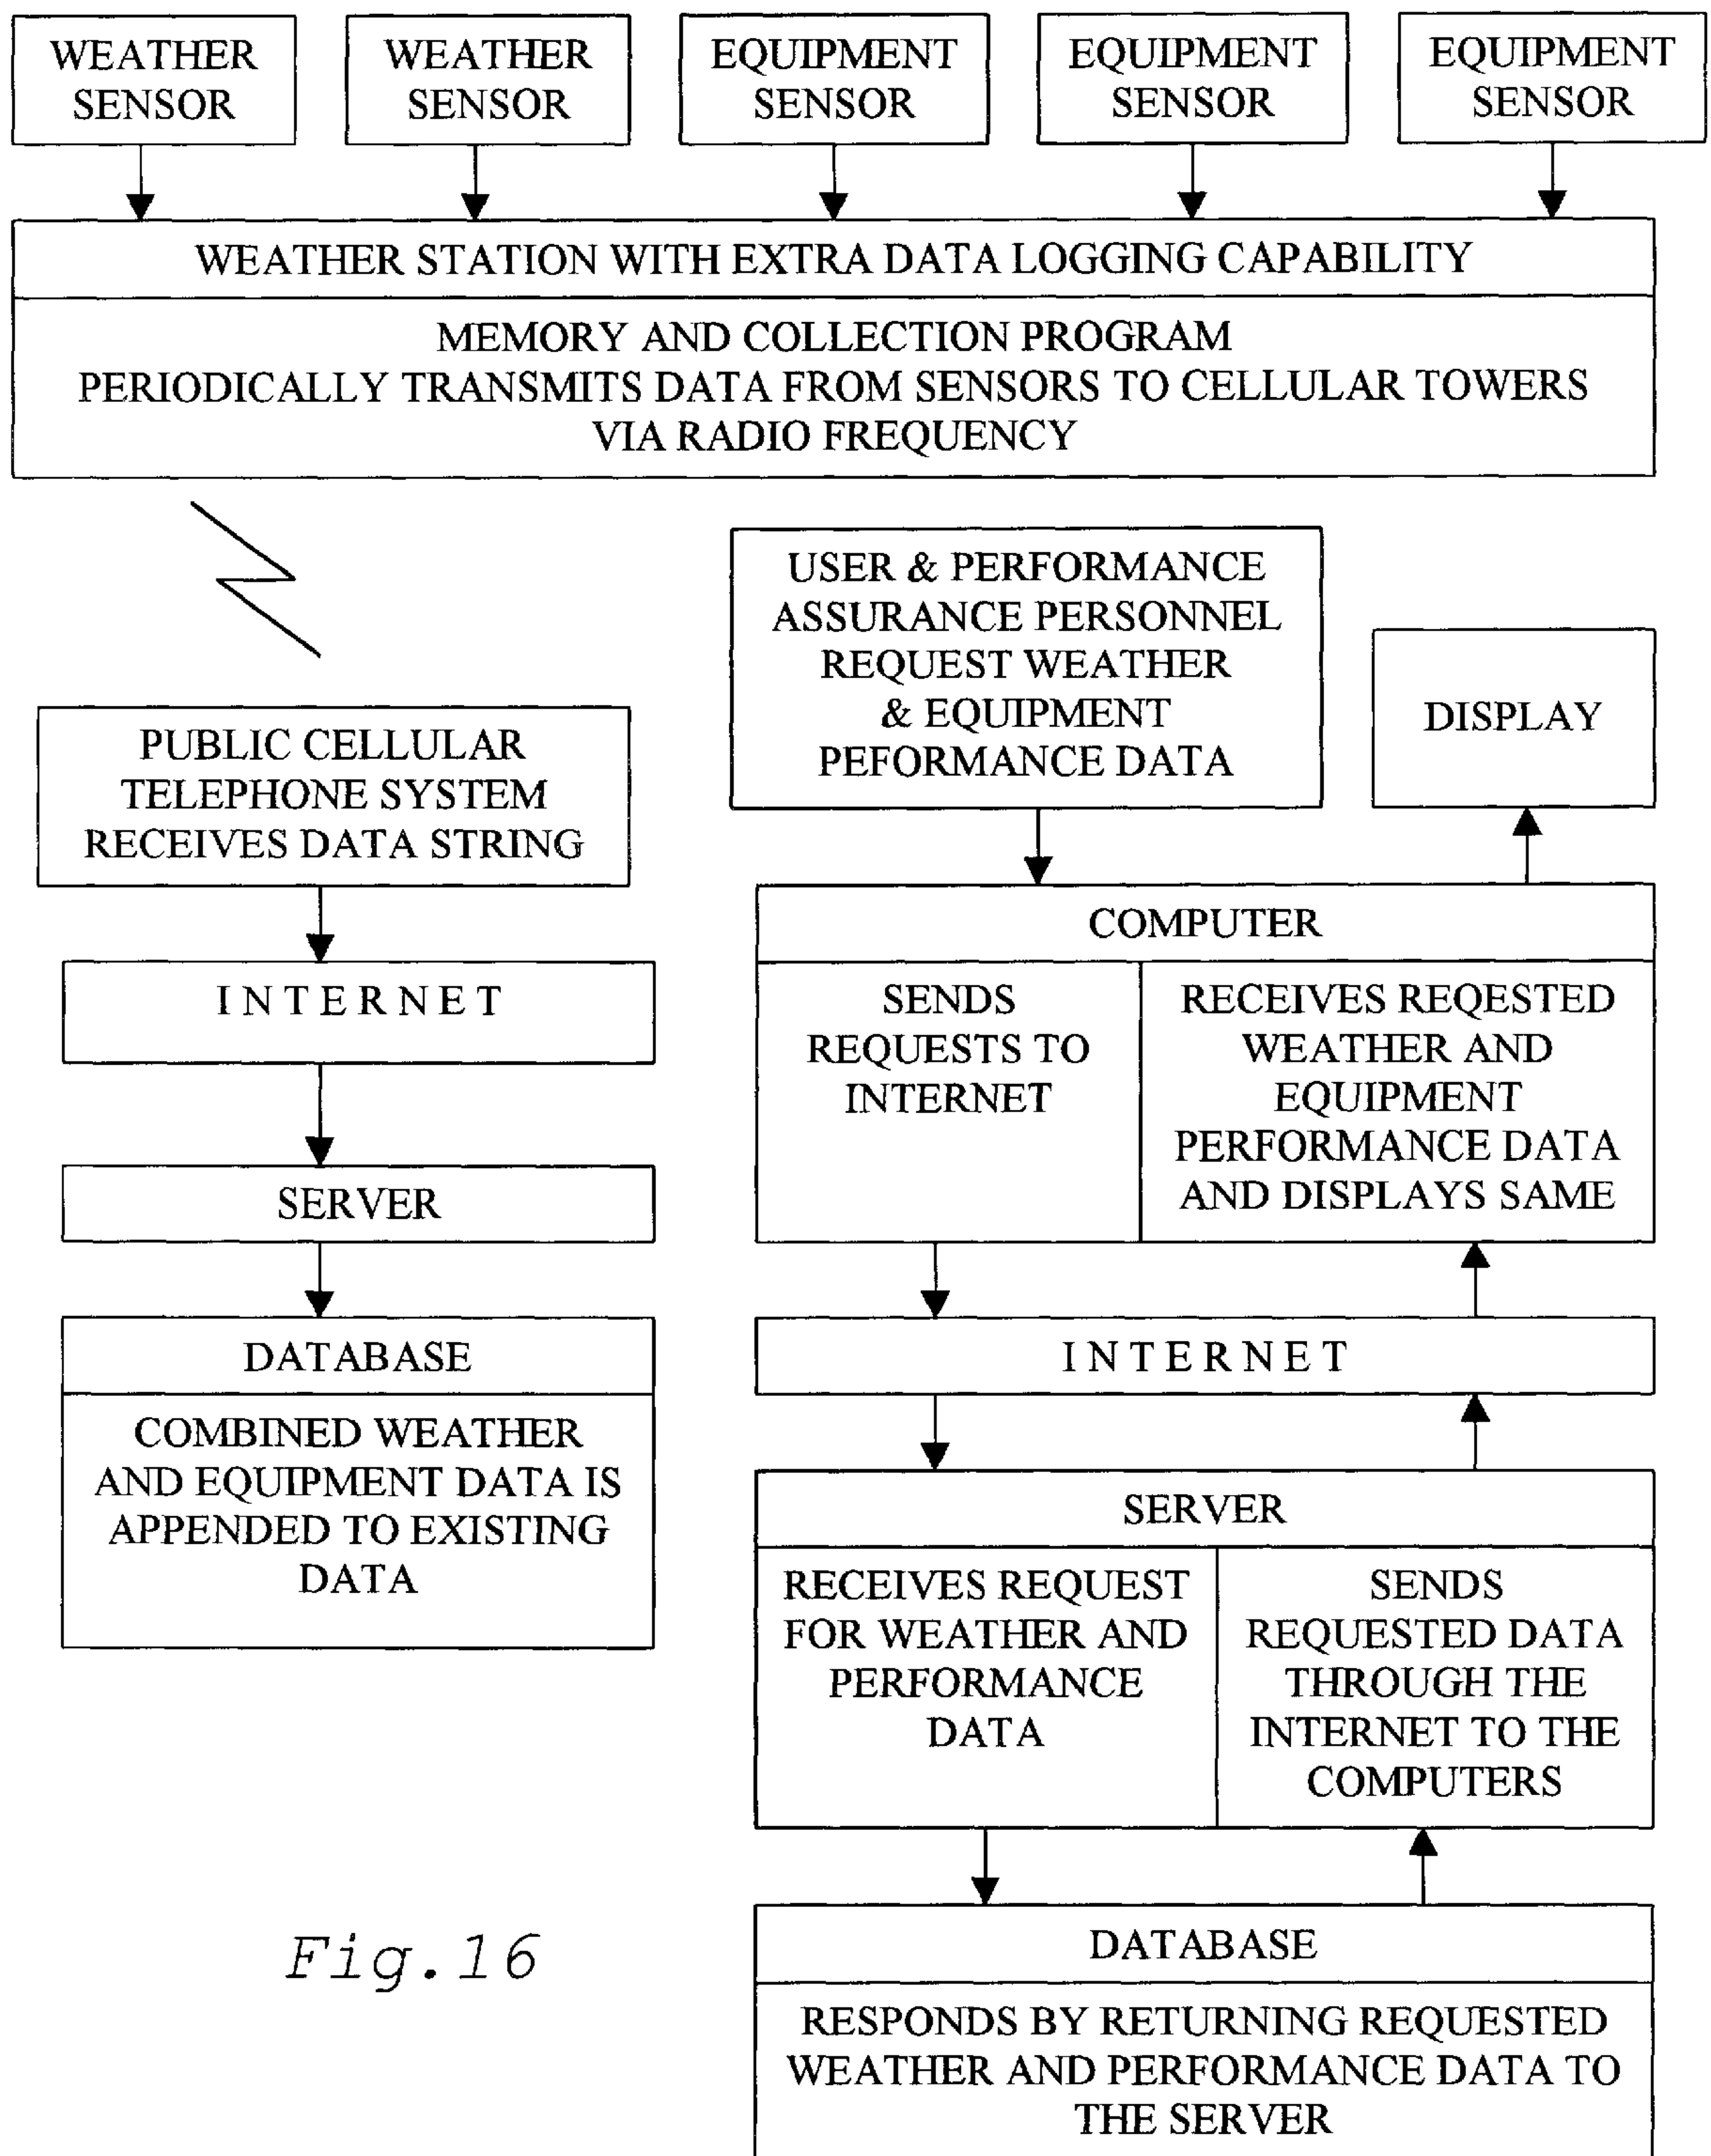 WEATHER
SENSOR
WEATHER
SENSOR
EQUIPMENT
SENSOR
EQUIPMENT
SENSOR
EQUIPMENT
SENSOR
WEATHER STATION WITH EXTRA DATA LOGGING CAPABILITY
MEMORY AND COLLECTION PROGRAM
PERIODICALLY TRANSMITS DATA FROM SENSORS TO CELLULAR TOWERS
VIA RADIO FREQUENCY
PUBLIC CELLULAR
TELEPHONE SYSTEM
RECEIVES DATA STRING
INTERNET
SERVER
DATABASE
COMBINED WEATHER
AND EQUIPMENT DATA IS
APPENDED TO EXISTING
DATA
USER & PERFORMANCE
ASSURANCE PERSONNEL
REQUEST WEATHER
& EQUIPMENT
PEFORMANCE DATA
DISPLAY
COMPUTER
SENDS
REQUESTS TO
INTERNET
RECEIVES REQESTED
WEATHER AND
EQUIPMENT
PERFORMANCE DATA
AND DISPLAYS SAME
INTERNET
SERVER
RECEIVES REQUEST
FOR WEATHER AND
PERFORMANCE
DATA
SENDS
REQUESTED DATA
THROUGH THE
INTERNET TO THE
COMPUTERS
DATABASE
RESPONDS BY RETURNING REQUESTED
WEATHER AND PERFORMANCE DATA TO
THE SERVER
Fig.16